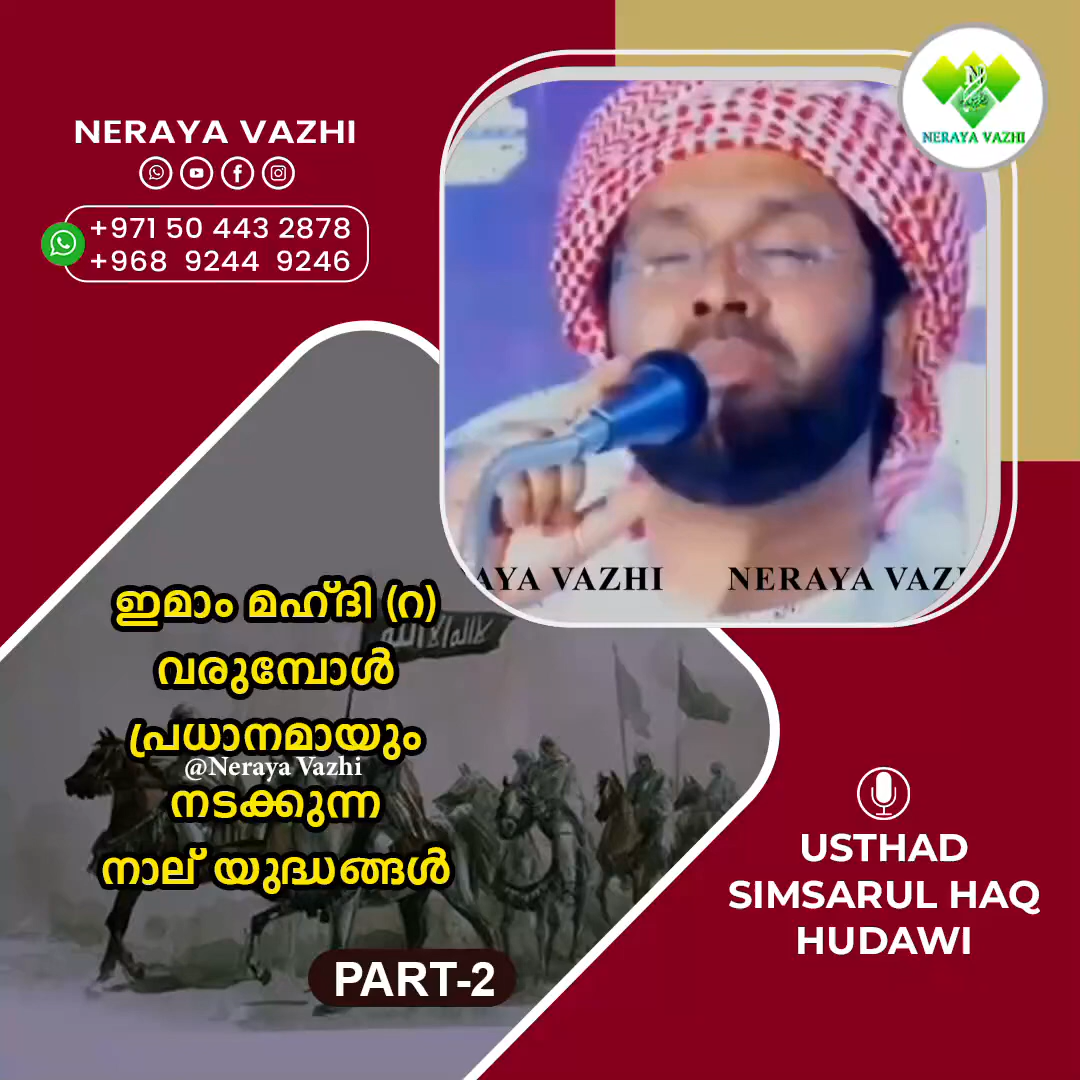 NERAYA VAZHI
+971 50 443 2878
+968 9244 9246
NERAYA VAZHI
AYA VAZHI NERAYA VAZ
ഇമാം മഹ്ദി (റ)
വരുമ്പോൾ
പ്രധാനമായും
@Neraya Vazhi
നടക്കുന്ന
നാല് യുദ്ധങ്ങൾ
PART-2
USTHAD
SIMSARUL HAQ
HUDAWI